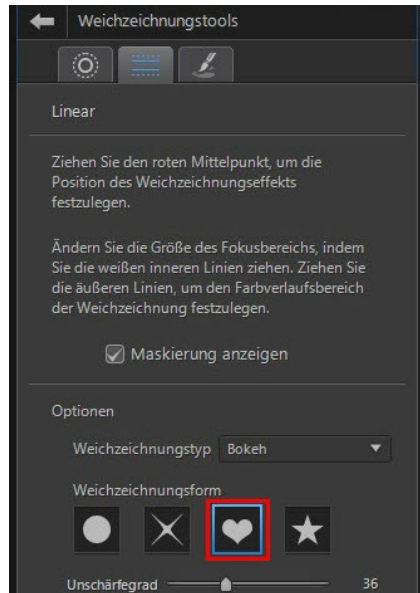 Weichzeichnungstools
Linear
Ziehen Sie den roten Mittelpunkt, um die
Position des Weichzeichnungseffekts
festzulegen.
Ändern Sie die Größe des Fokusbereichs, indem
Sie die weißen inneren Linien ziehen. Ziehen Sie
die äußeren Linien, um den Farbverlaufsbereich
der Weichzeichnung festzulegen.
Maskierung anzeigen
Optionen
Weichzeichnungstyp Bokeh
Weichzeichnungsform
Unschärfegrad 36